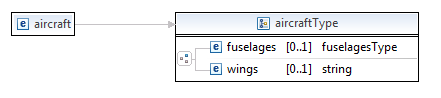 e aircraft
aircraftType
e fuselages [0..1] fuselagesType
e wings [0..1] string